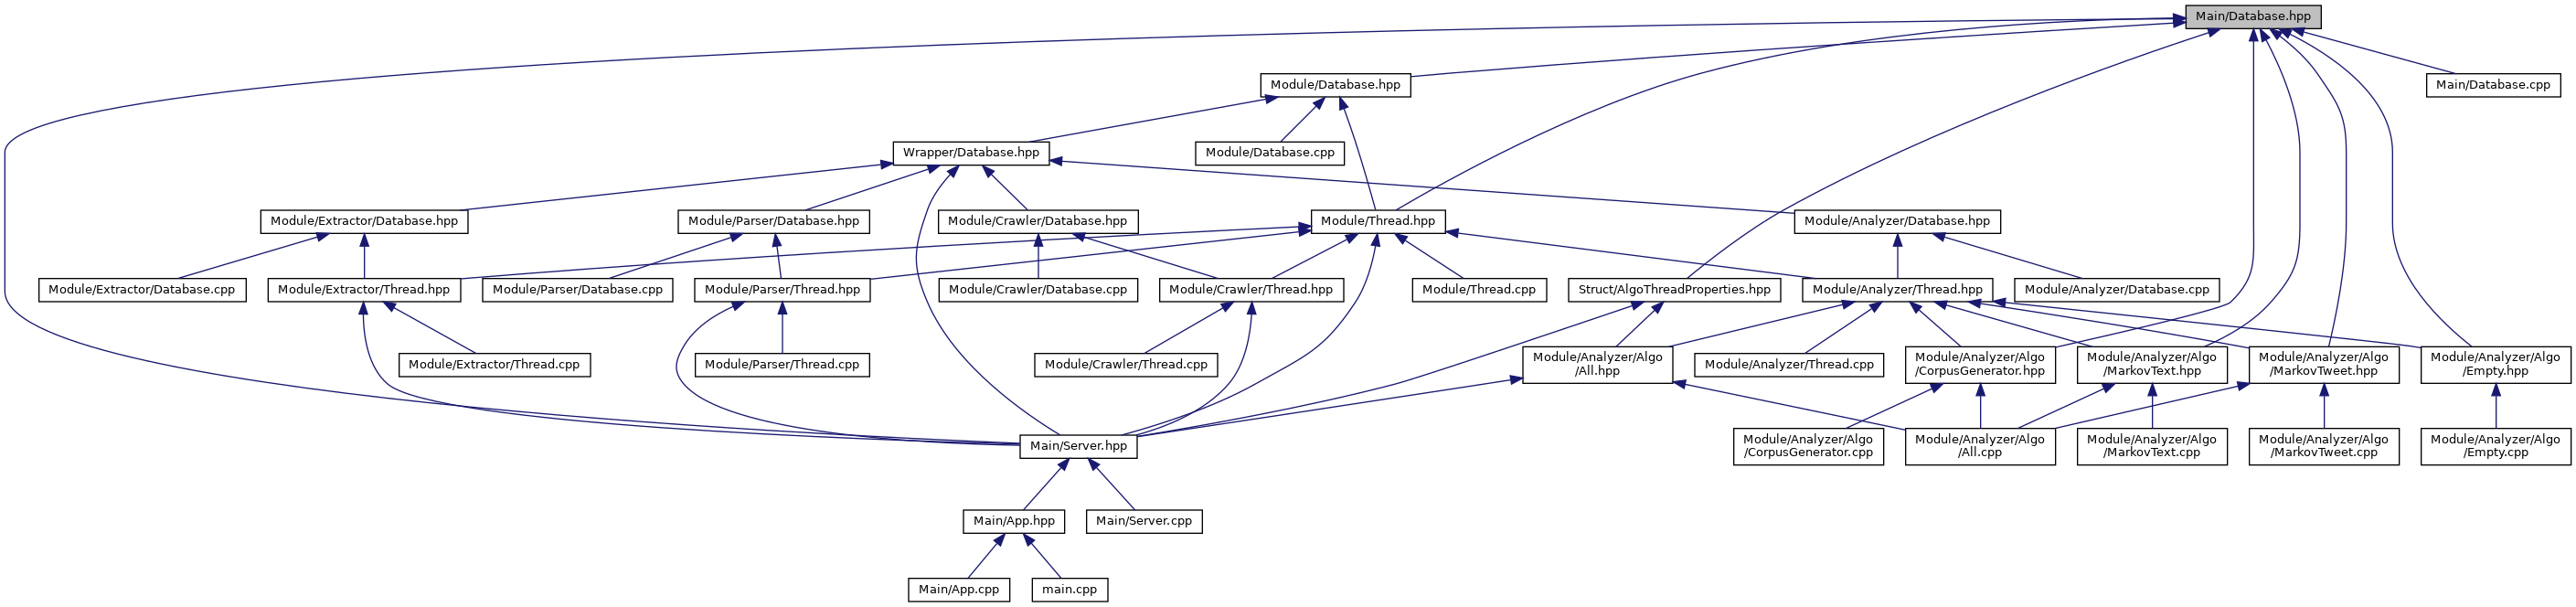 Main/Database.hpp
Module/Database.hpp
Main/Database.cpp
Wrapper/Database.hpp
Module/Database.cpp
Module/Extractor/Database.hpp
Module/Parser/Database.hpp
Module/Crawler/Database.hpp
Module/Thread.hpp
Module/Analyzer/Database.hpp
Module/Extractor/Database.cpp
Module/Extractor/Thread.hpp
Module/Parser/Database.cpp
Module/Parser/Thread.hpp
Module/Crawler/Database.cpp
Module/Crawler/Thread.hpp
Module/Thread.cpp
Struct/AlgoThreadProperties.hpp
Module/Analyzer/Thread.hpp
Module/Analyzer/Database.cpp
Module/Extractor/Thread.cpp
Module/Parser/Thread.cpp
Module/Crawler/Thread.cpp
Module/Analyzer/Algo
/All.hpp
Module/Analyzer/Thread.cpp
Module/Analyzer/Algo
/CorpusGenerator.hpp
Module/Analyzer/Algo
/MarkovText.hpp
Module/Analyzer/Algo
/MarkovTweet.hpp
Module/Analyzer/Algo
/Empty.hpp
Main/Server.hpp
Module/Analyzer/Algo
/CorpusGenerator.cpp
Module/Analyzer/Algo
/All.cpp
Module/Analyzer/Algo
/MarkovText.cpp
Module/Analyzer/Algo
/MarkovTweet.cpp
Module/Analyzer/Algo
/Empty.cpp
Main/App.hpp
Main/Server.cpp
Main/App.cpp
main.cpp